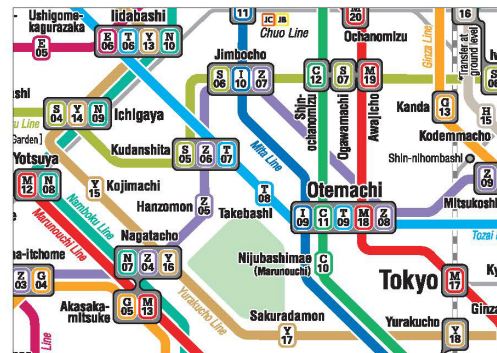 Ushigome-
kagurazaka
E
05
Iidabashi
E
06
T
06
Y
13
N
10
11
JC
JB
Chuo Line
M
20
Ochanomizu
Ginza Line
16
Transfer at
ground level
Jimbocho
S
06
I
10
Z
07
C
12
S
07
M
19
Shin-
ochanomizu
Ogawamachi
Awajicho
Kanda
G
13
H
15
Kodemmacho
Shin-nihombashi
S
04
Y
14
N
09
Ichigaya
Garden]
Kudanshita
S
05
Z
06
T
07
Mita Line
Yotsuya
M
12
N
08
Y
15
Kojimachi
Hanzomon
Z
05
T
08
Takebashi
Otemachi
I
09
C
11
T
09
M
18
Z
08
Z
09
Mitsukoshi
Tozai
Namboku Line
Marunouchi Line
Nagatacho
N
07
Z
04
Y
16
Nijubashimae
(Marunouchi)
C
10
Tokyo
M
17
-itchome
Z
03
04
Akasaka-
mitsuke
G
05
M
13
Yurakucho Line
Sakuradamon
Y
17
Yurakucho
Y
18
Ginza